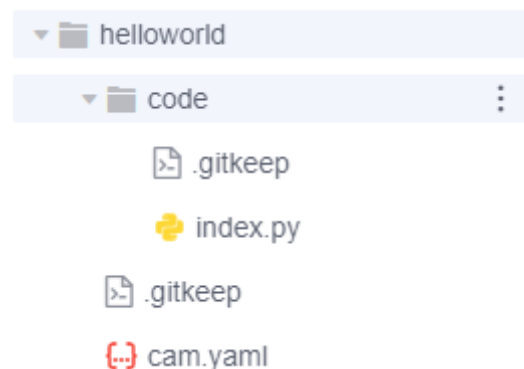 helloworld
code
.gitkeep
index.py
.gitkeep
cam.yaml